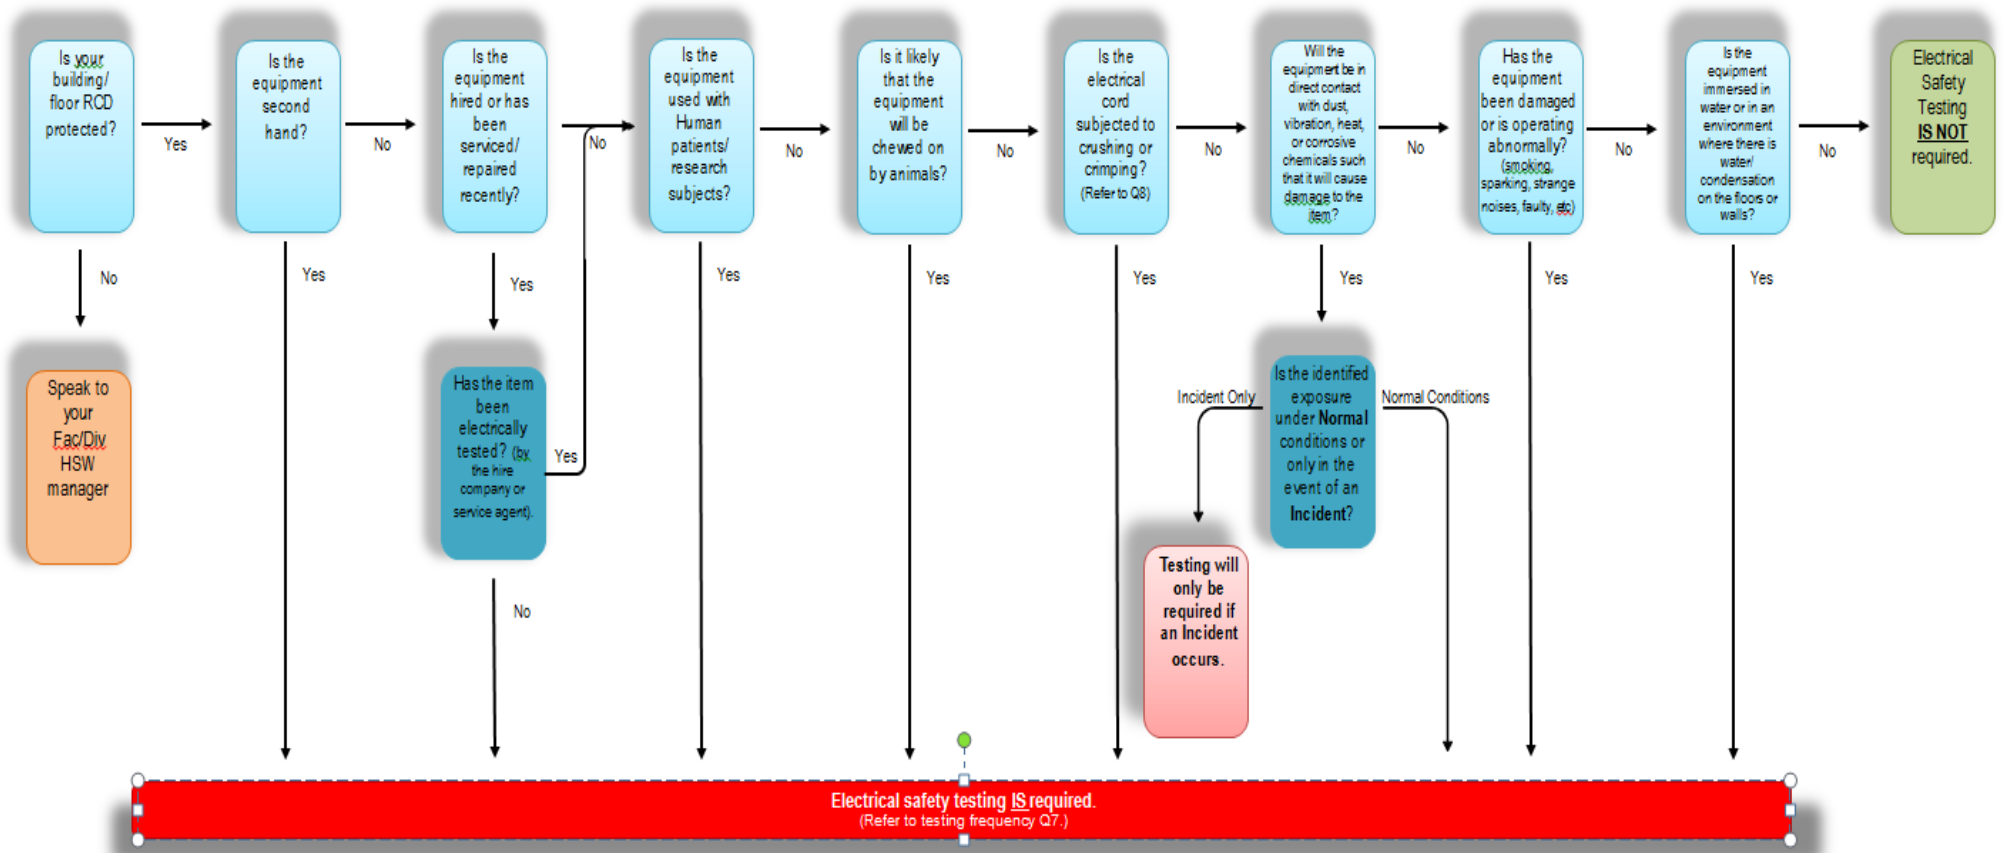 Is your
building/
floor RCD
protected?
Yes
No
Speak to
your
Fac/Div
HSW
manager
Is the
equipment
second
hand?
No
Yes
Is the
equipment
hired or has
been
serviced/
repaired
recently?
No
Yes
Has the item
been
electrically
tested? (by
the hire
company or
service agent).
Yes
No
Is the
equipment
used with
Human
patients/
research
subjects?
No
Yes
Is it likely
that the
equipment
will be
chewed on
by animals?
No
Yes
Is the
electrical
cord
subjected to
crushing or
crimping?
(Refer to Q8)
No
Yes
Will the
equipment be in
direct contact
with dust,
vibration, heat,
or corrosive
chemicals such
that it will cause
damage to the
item?
No
Yes
Is the identified
exposure
under Normal
conditions or
only in the
event of an
Incident?
Incident Only
Normal Conditions
Testing will
only be
required if
an Incident
occurs.
Has the
equipment
been damaged
or is operating
abnormally?
(smoking,
sparking, strange
noises, faulty, etc)
No
Yes
Is the
equipment
immersed in
water or in an
environment
where there is
water/
condensation
on the floors or
walls?
No
Yes
Electrical
Safety
Testing
IS NOT
required.
Electrical safety testing IS required.
(Refer to testing frequency Q7.)